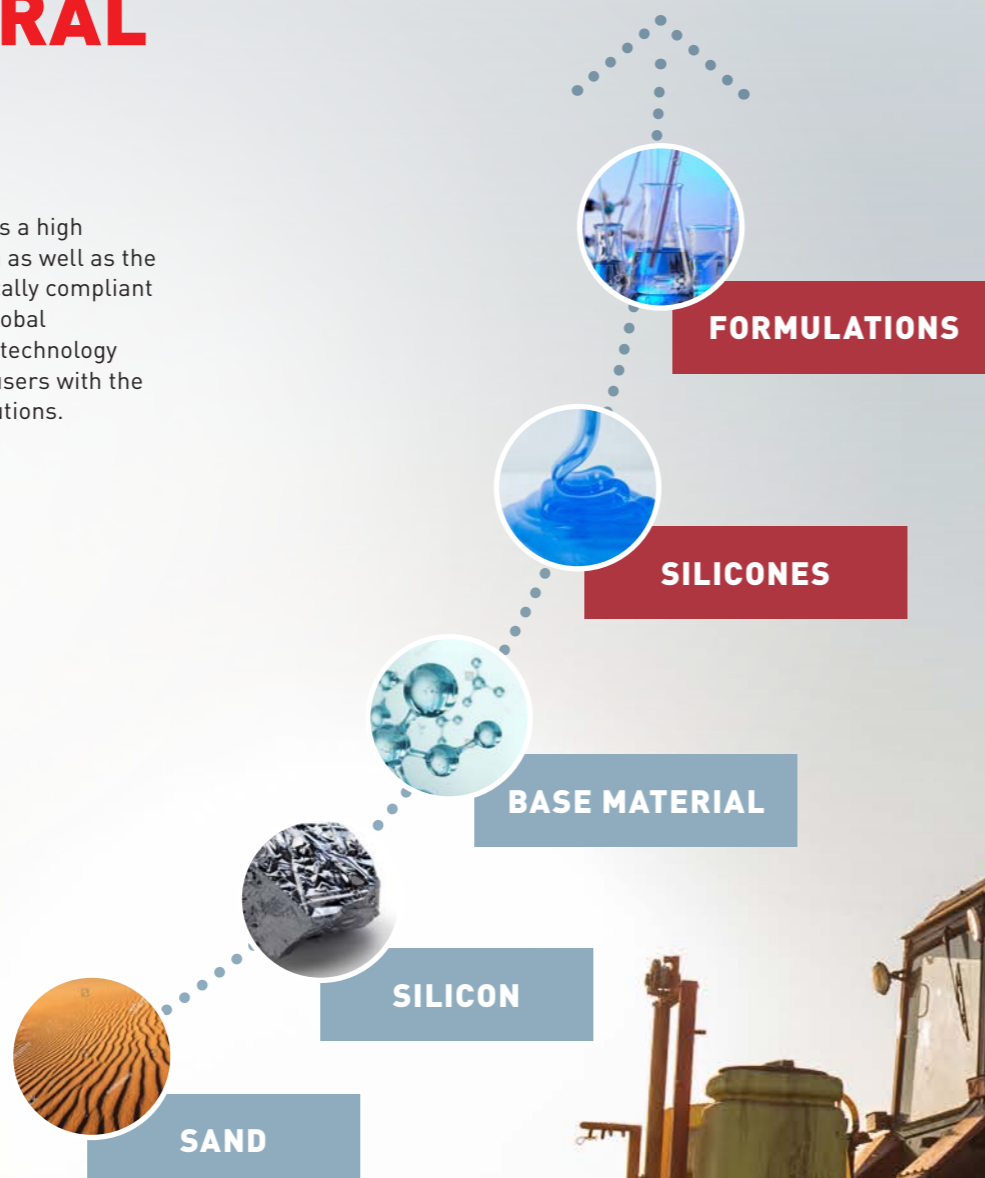 RAL
s a high
as well as the
ally compliant
obal
technology
users with the
utions.
FORMULATIONS
SILICONES
BASE MATERIAL
SILICON
SAND